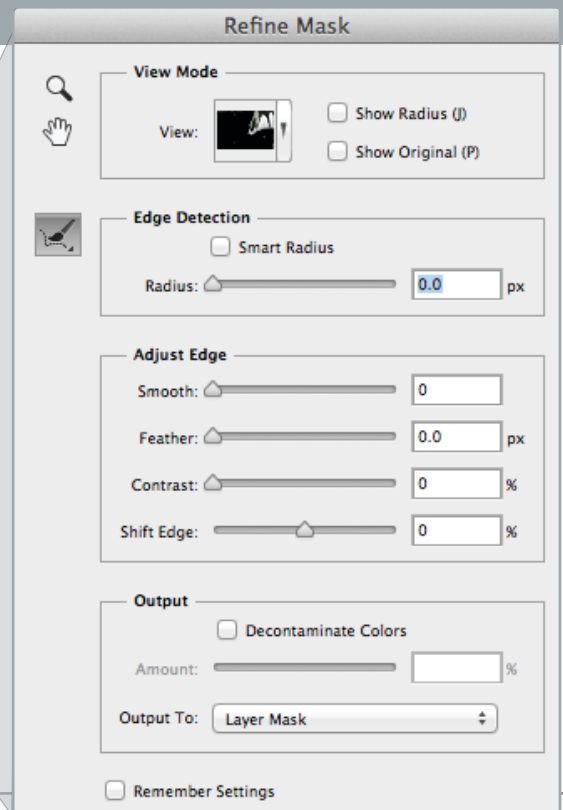 Refine Mask
View Mode
View:
Show Radius (J)
Show Original (P)
Edge Detection
Smart Radius
Radius: 0.0 px
Adjust Edge
Smooth: 0
Feather: 0.0 px
Contrast: 0 %
Shift Edge: 0 %
Output
Decontaminate Colors
Amount: %
Output To: Layer Mask
Remember Settings